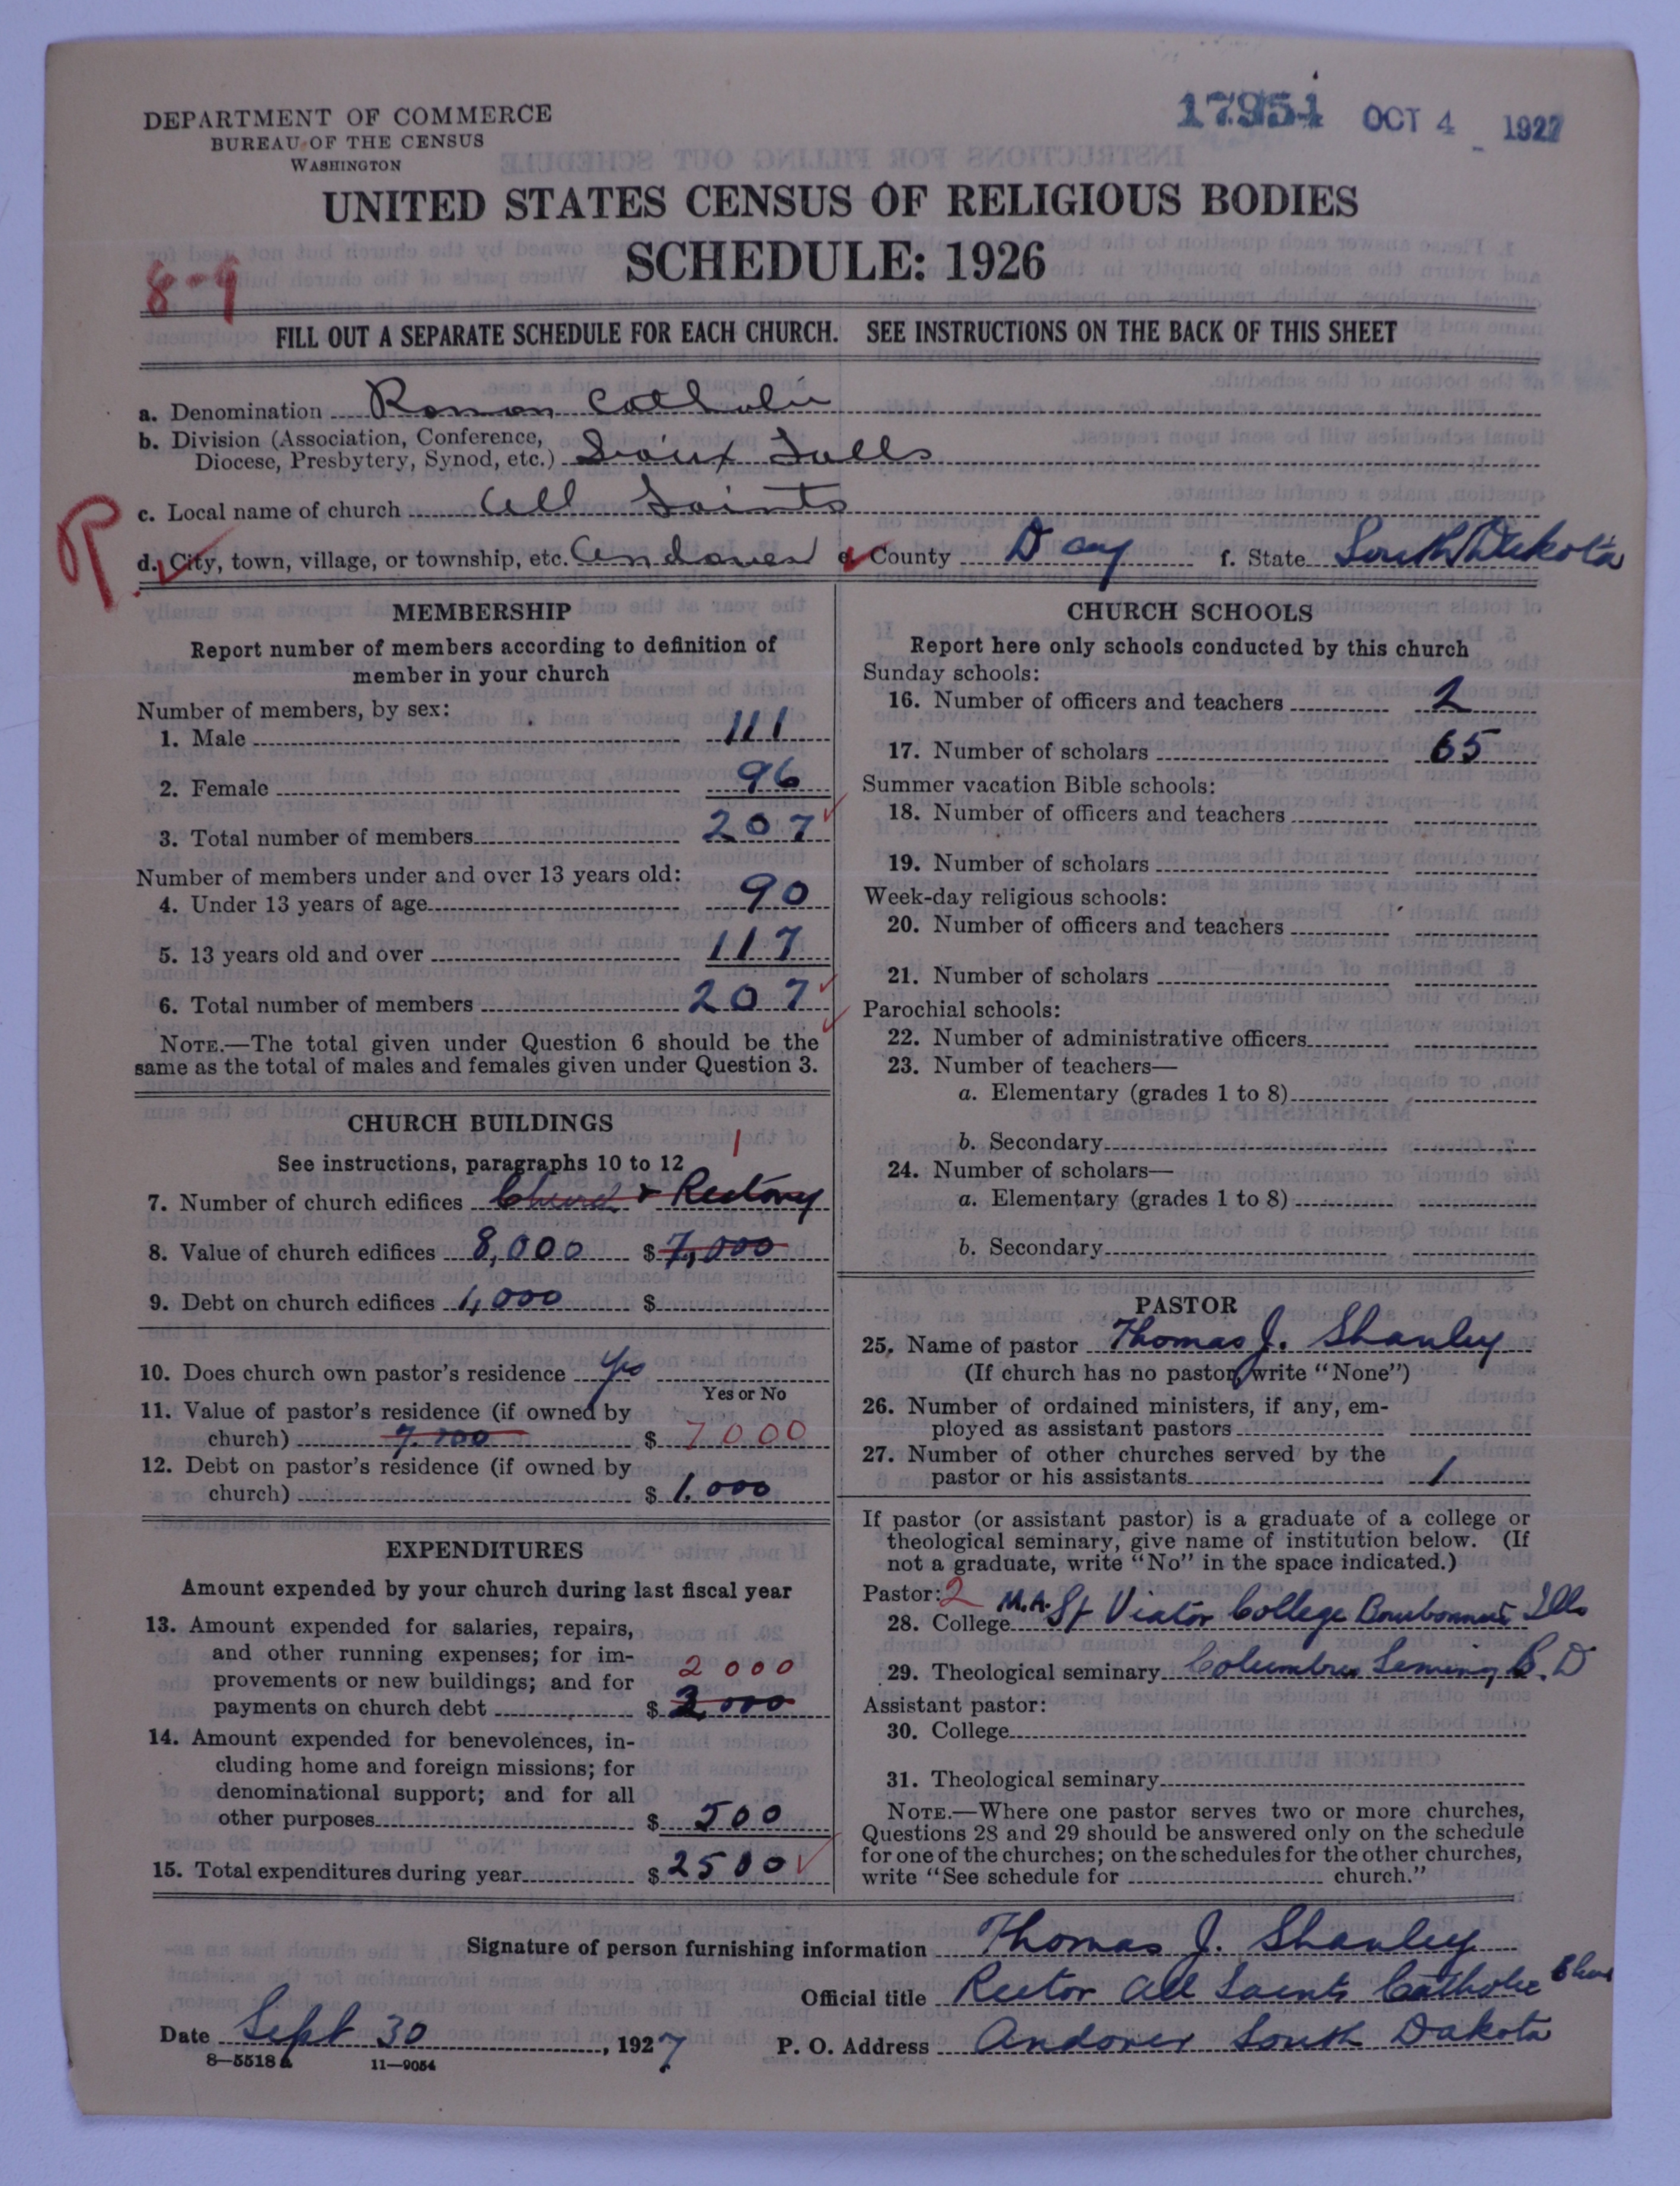 DEPARTMENT OF COMMERCE
BUREAU OF THE CENSUS
WASHINGTON
17951 OCT 4 1927
UNITED STATES CENSUS OF RELIGIOUS BODIES
SCHEDULE: 1926
8-9
FILL OUT A SEPARATE SCHEDULE FOR EACH CHURCH. SEE INSTRUCTIONS ON THE BACK OF THIS SHEET
a. Denomination Roman Catholic
b. Division (Association, Conference,
Diocese, Presbytery, Synod, etc.) Sioux Falls
R
c. Local name of church All Saints
d. City, town, village, or township, etc. Andover e. County Day f. State South Dakota
MEMBERSHIP
Report number of members according to definition of
member in your church
Number of members, by sex:
1. Male 111
2. Female 96
3. Total number of members 207
Number of members under and over 13 years old:
4. Under 13 years of age 90
5. 13 years old and over 117
6. Total number of members 207
NOTE.—The total given under Question 6 should be the
same as the total of males and females given under Question 3.
CHURCH BUILDINGS
See instructions, paragraphs 10 to 12
1
7. Number of church edifices Church & Rectory
8. Value of church edifices 8,000 $ 7,000
9. Debt on church edifices 1,000 $
10. Does church own pastor's residence Yes
Yes or No
11. Value of pastor's residence (if owned by
church) 7.700 $ 7000
12. Debt on pastor's residence (if owned by
church) $ 1.000
EXPENDITURES
Amount expended by your church during last fiscal year
13. Amount expended for salaries, repairs,
and other running expenses; for im-
provements or new buildings; and for 2000
payments on church debt $ 2000
14. Amount expended for benevolences, in-
cluding home and foreign missions; for
denominational support; and for all
other purposes $ 500
15. Total expenditures during year $ 2500
CHURCH SCHOOLS
Report here only schools conducted by this church
Sunday schools:
16. Number of officers and teachers 2
17. Number of scholars 65
Summer vacation Bible schools:
18. Number of officers and teachers
19. Number of scholars
Week-day religious schools:
20. Number of officers and teachers
21. Number of scholars
Parochial schools:
22. Number of administrative officers
23. Number of teachers—
a. Elementary (grades 1 to 8)
b. Secondary
24. Number of scholars—
a. Elementary (grades 1 to 8)
b. Secondary
PASTOR
25. Name of pastor Thomas J. Shanley
(If church has no pastor, write "None")
26. Number of ordained ministers, if any, em-
ployed as assistant pastors
27. Number of other churches served by the
pastor or his assistants 1
If pastor (or assistant pastor) is a graduate of a college or
theological seminary, give name of institution below. (If
not a graduate, write "No" in the space indicated.)
Pastor: 2
28. College M.A. St Viator College Bourbonnais Ills
29. Theological seminary Columbia Seminy B.D
Assistant pastor:
30. College
31. Theological seminary
NOTE.—Where one pastor serves two or more churches,
Questions 28 and 29 should be answered only on the schedule
for one of the churches; on the schedules for the other churches,
write "See schedule for church."
Signature of person furnishing information Thomas J. Shanley
Official title Rector All Saints Catholic
Date Sept 30, 1927 P. O. Address Andover South Dakota
8—5518a 11—9054